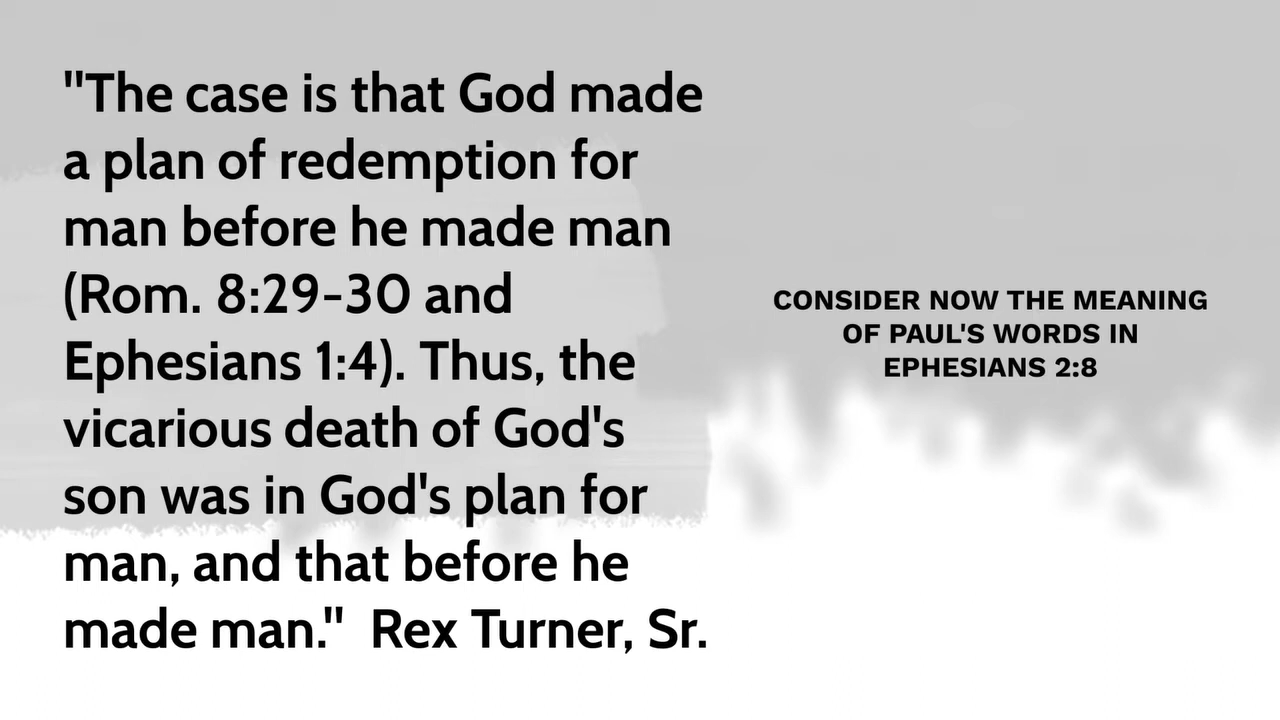 "The case is that God made
a plan of redemption for
man before he made man
(Rom. 8:29-30 and
Ephesians 1:4). Thus, the
vicarious death of God's
son was in God's plan for
man, and that before he
made man."  Rex Turner, Sr.
CONSIDER NOW THE MEANING
OF PAUL'S WORDS IN
EPHESIANS 2:8